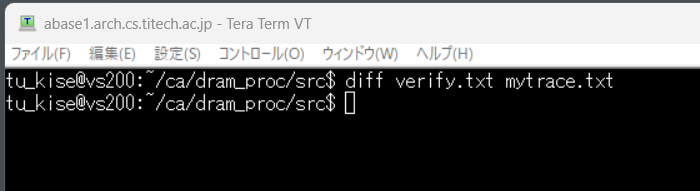 abase1.arch.cs.titech.ac.jp - Tera Term VT
ファイル(F) 編集(E) 設定(S) コントロール(O) ウィンドウ(W) ヘルプ(H)
tu_kise@vs200:~/ca/dram_proc/src$ diff verify.txt mytrace.txt
tu_kise@vs200:~/ca/dram_proc/src$